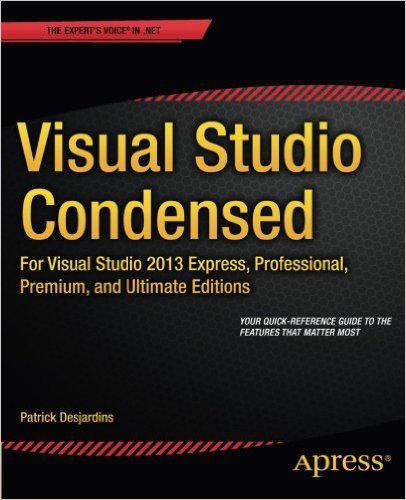 THE EXPERT'S VOICE® IN .NET
Visual Studio
Condensed
For Visual Studio 2013 Express, Professional,
Premium, and Ultimate Editions
YOUR QUICK-REFERENCE GUIDE TO THE
FEATURES THAT MATTER MOST
Patrick Desjardins
Apress®